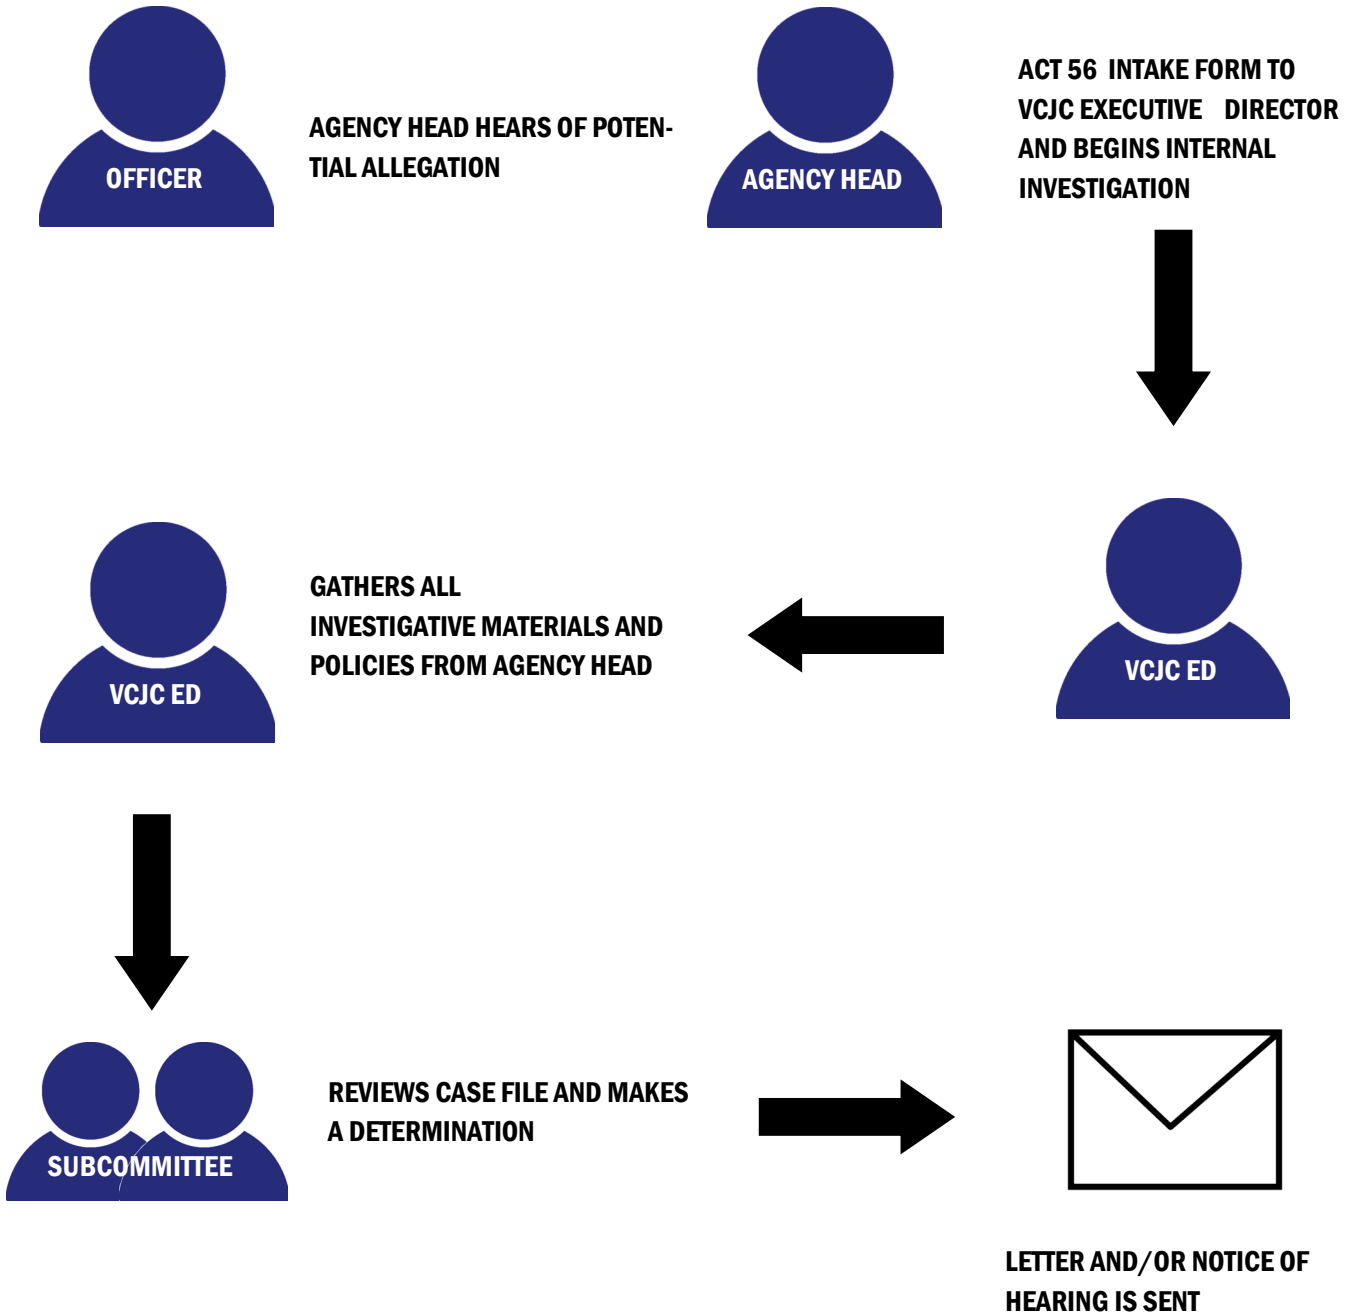 OFFICER
AGENCY HEAD HEARS OF POTEN-
TIAL ALLEGATION
AGENCY HEAD
ACT 56 INTAKE FORM TO
VCJC EXECUTIVE DIRECTOR
AND BEGINS INTERNAL
INVESTIGATION
VCJC ED
VCJC ED
GATHERS ALL
INVESTIGATIVE MATERIALS AND
POLICIES FROM AGENCY HEAD
SUBCOMMITTEE
REVIEWS CASE FILE AND MAKES
A DETERMINATION
LETTER AND/OR NOTICE OF
HEARING IS SENT